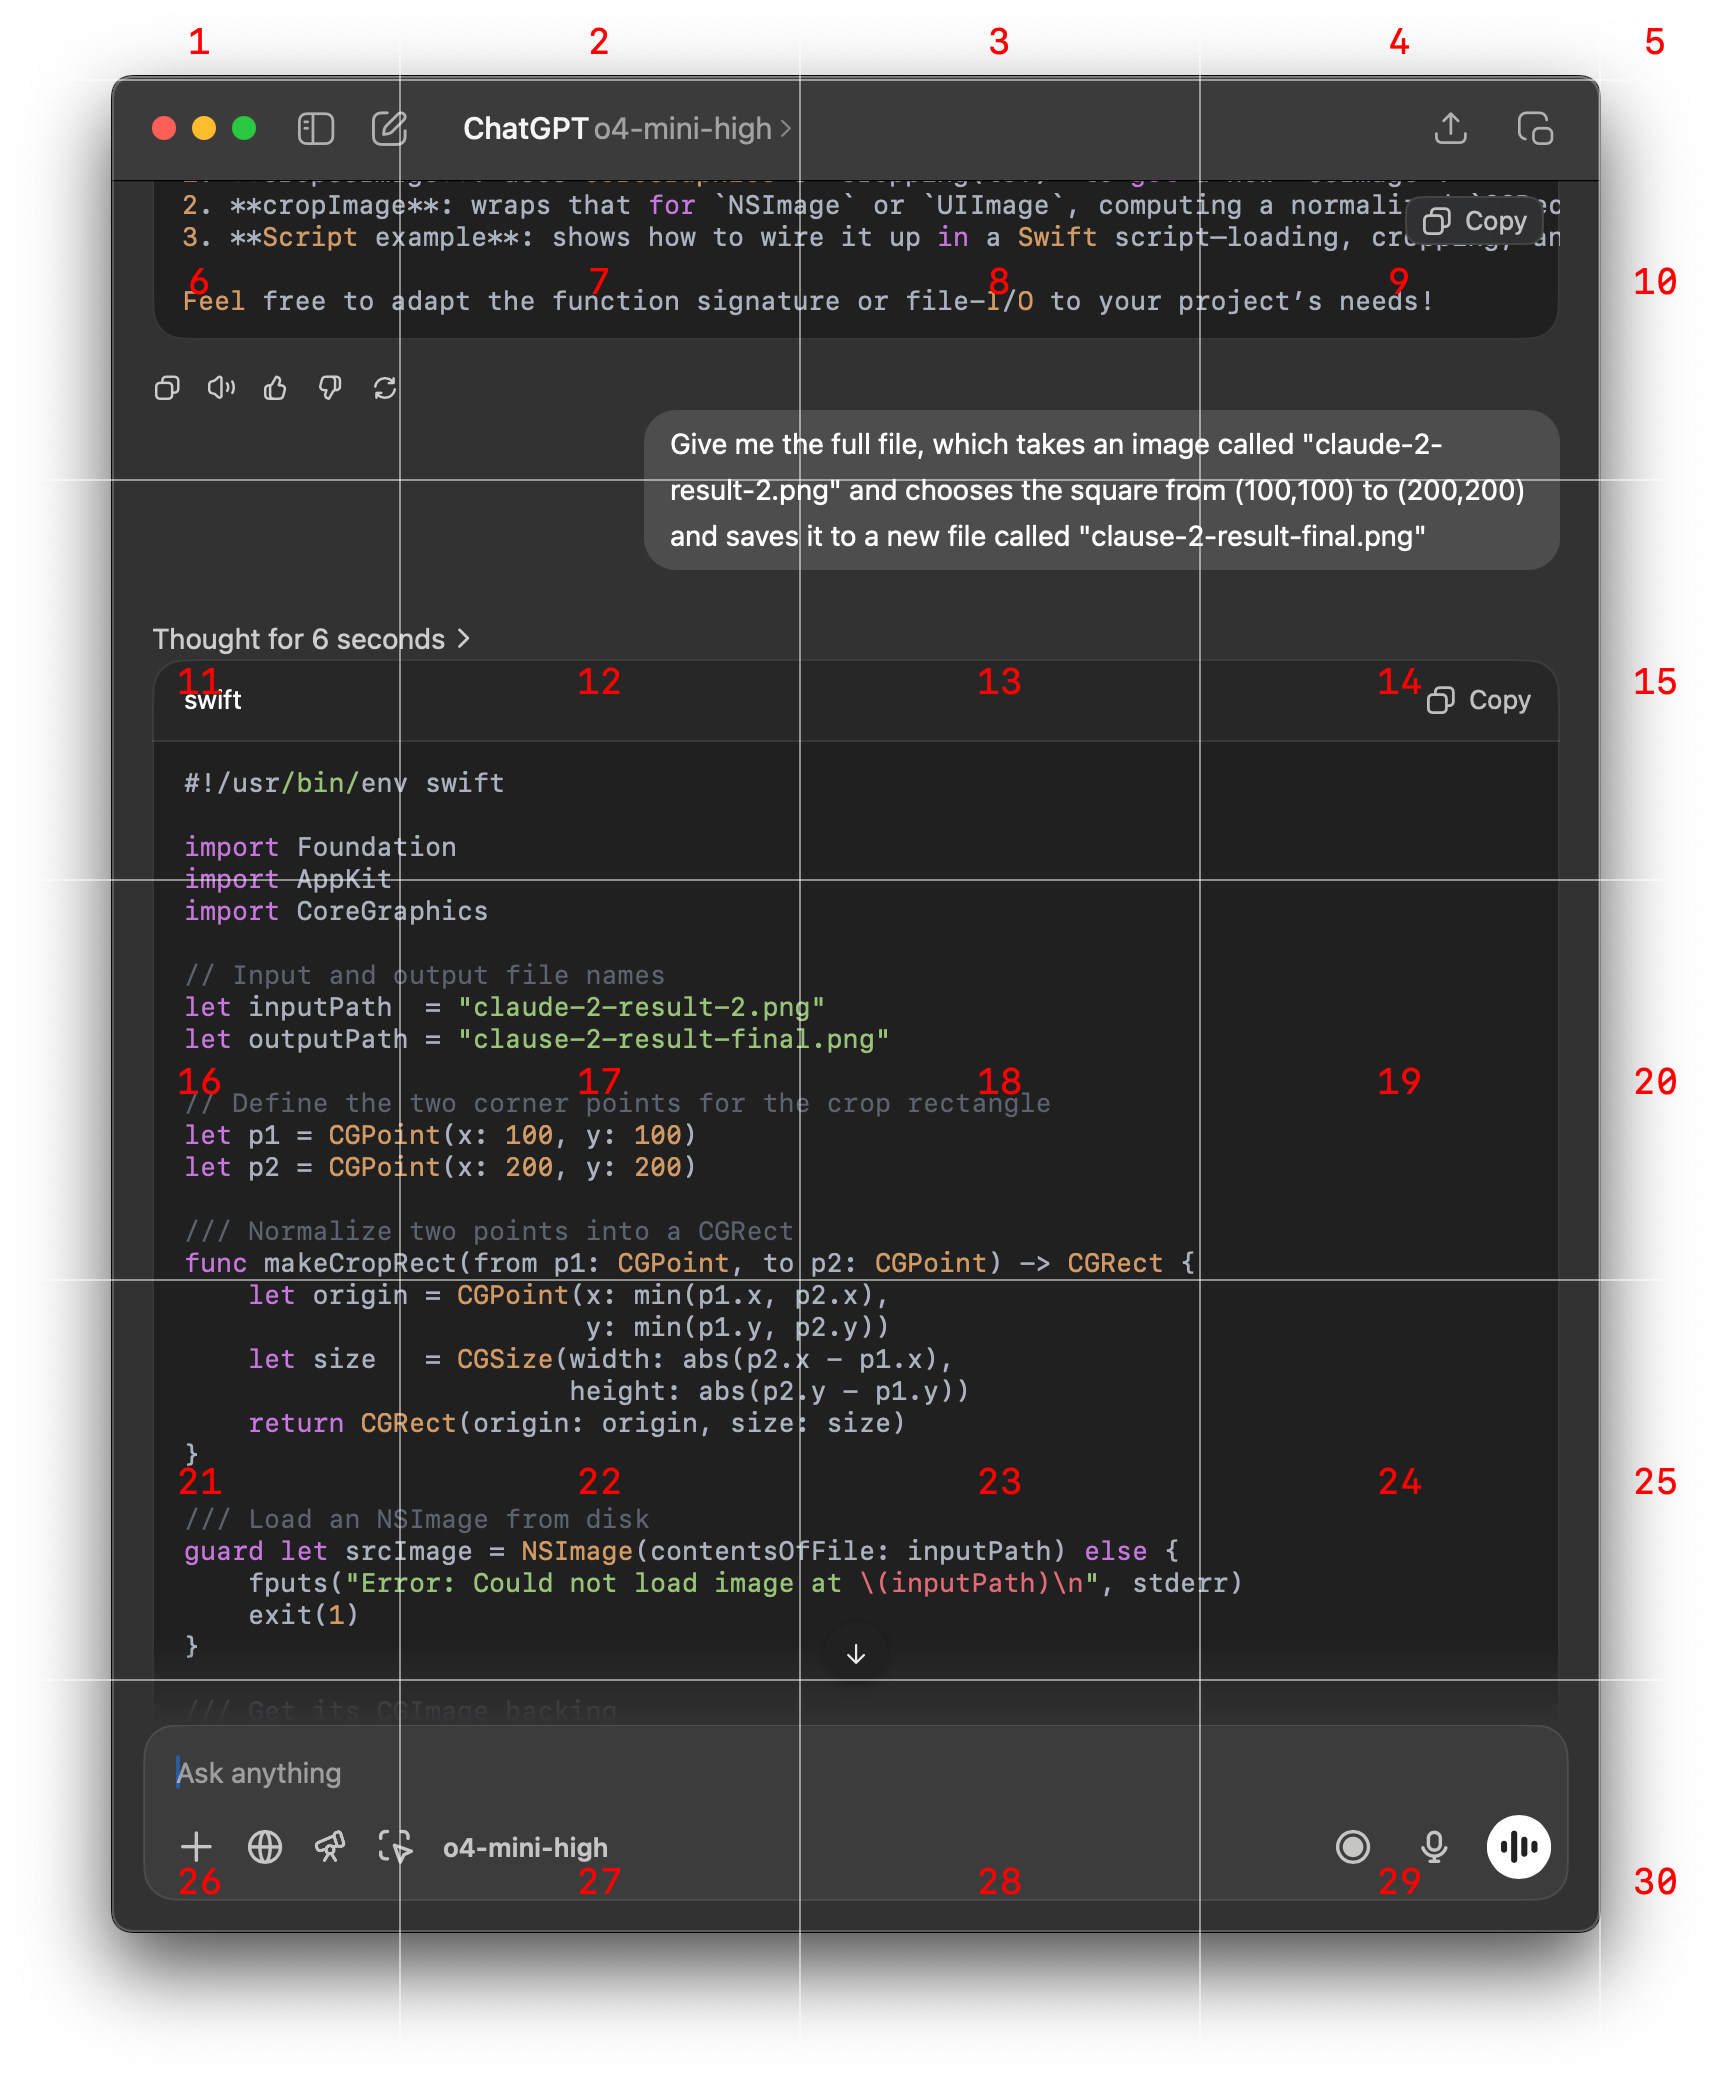 1 2 3 4 5
ChatGPT o4-mini-high >
2. **cropImage**: wraps that for `NSImage` or `UIImage`, computing a
Copy
3. **Script example**: shows how to wire it up in a Swift script—loading,
6 7 8 9 10
Feel free to adapt the function signature or file-I/O to your project’s needs!
Give me the full file, which takes an image called "claude-2-
result-2.png" and chooses the square from (100,100) to (200,200)
and saves it to a new file called "clause-2-result-final.png"
Thought for 6 seconds >
11 12 13 14 15
swift
Copy
#!/usr/bin/env swift
import Foundation
import AppKit
import CoreGraphics
// Input and output file names
let inputPath  = "claude-2-result-2.png"
let outputPath = "clause-2-result-final.png"
16 17 18 19 20
// Define the two corner points for the crop rectangle
let p1 = CGPoint(x: 100, y: 100)
let p2 = CGPoint(x: 200, y: 200)
/// Normalize two points into a CGRect
func makeCropRect(from p1: CGPoint, to p2: CGPoint) -> CGRect {
    let origin = CGPoint(x: min(p1.x, p2.x),
                         y: min(p1.y, p2.y))
    let size   = CGSize(width: abs(p2.x - p1.x),
                        height: abs(p2.y - p1.y))
    return CGRect(origin: origin, size: size)
}
21 22 23 24 25
/// Load an NSImage from disk
guard let srcImage = NSImage(contentsOfFile: inputPath) else {
    fputs("Error: Could not load image at \(inputPath)\n", stderr)
    exit(1)
}
/// Get its CGImage backing
Ask anything
o4-mini-high
26 27 28 29 30